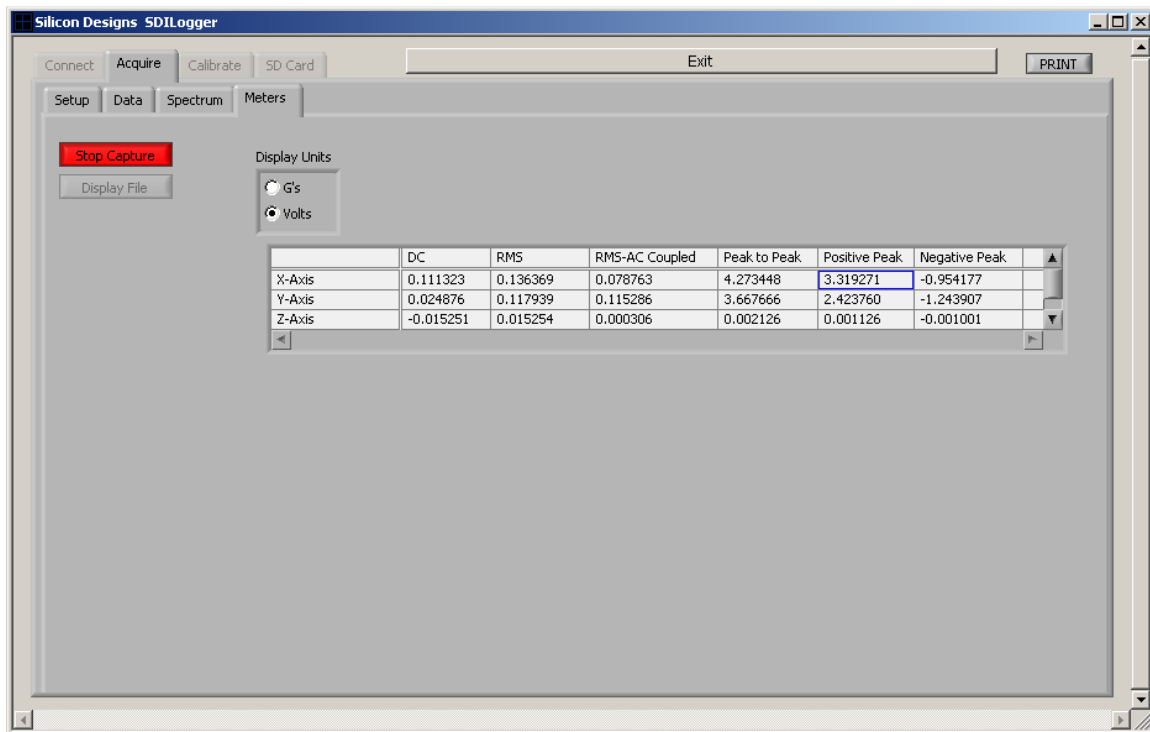 Silicon Designs SDILogger
Connect Acquire Calibrate SD Card Exit PRINT
Setup Data Spectrum Meters
Stop Capture Display Units
Display File G's
Volts
DC RMS RMS-AC Coupled Peak to Peak Positive Peak Negative Peak
X-Axis 0.111323 0.136369 0.078763 4.273448 3.319271 -0.954177
Y-Axis 0.024876 0.117939 0.115286 3.667666 2.423760 -1.243907
Z-Axis -0.015251 0.015254 0.000306 0.002126 0.001126 -0.001001